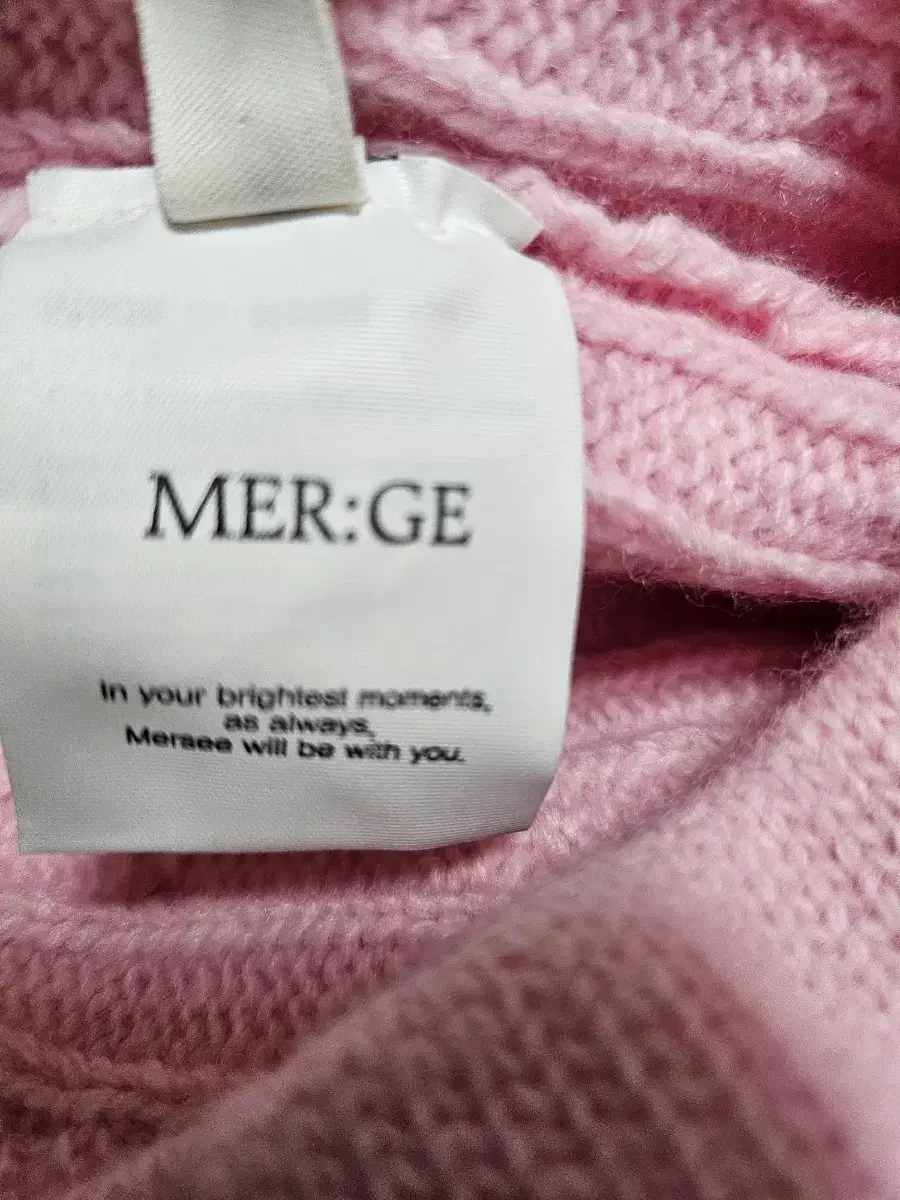 MER:GE
In your brightest moments,
as always,
Mersee will be with you.